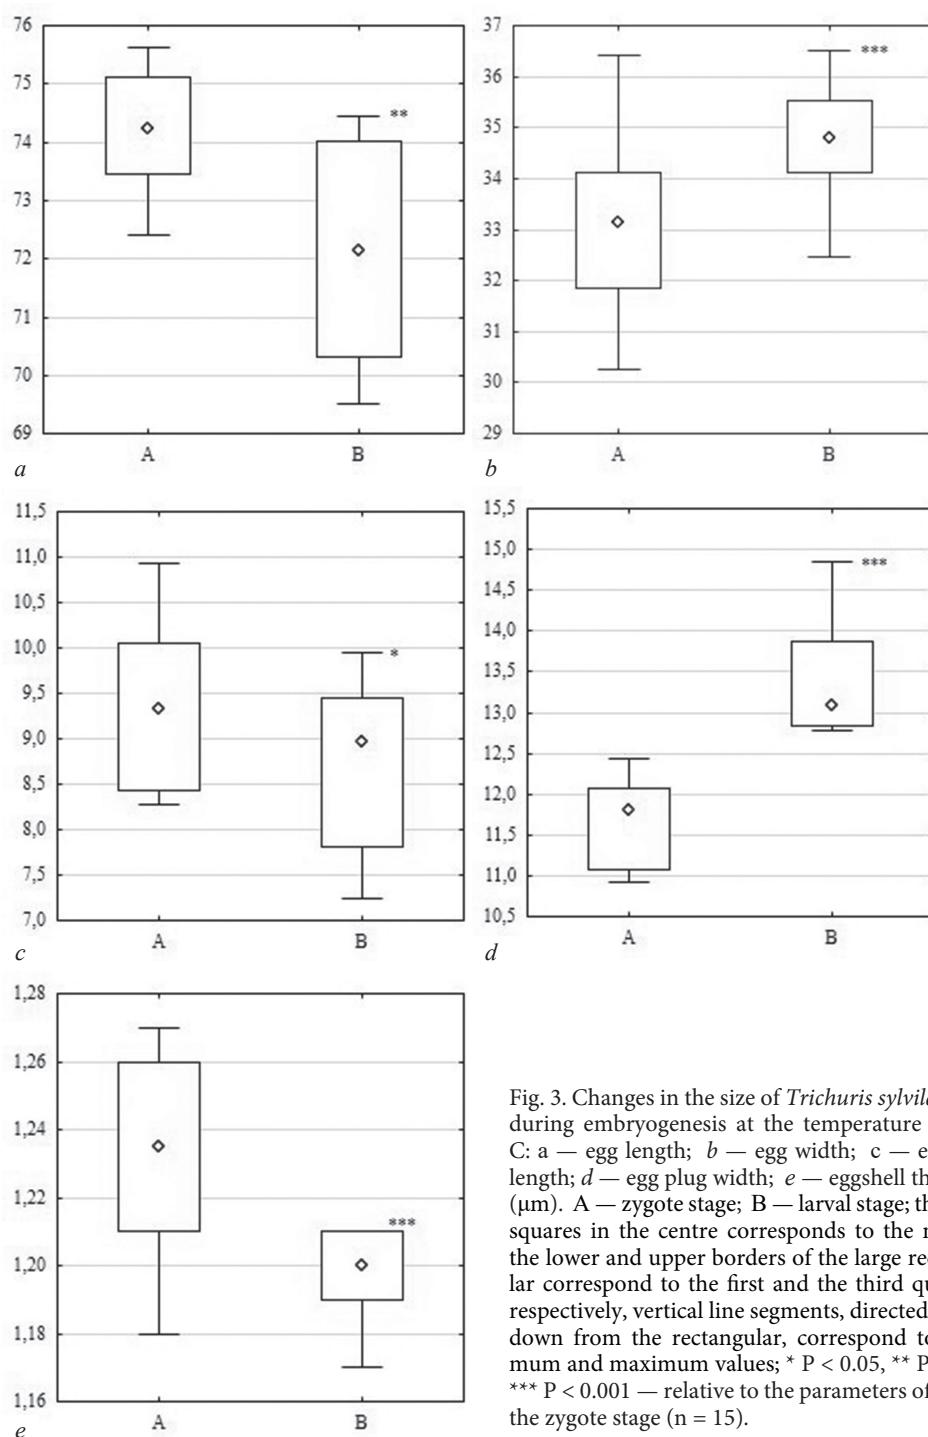 76
75
74
73
72
71
70
69
**
A
B
a
37
36
35
34
33
32
31
30
29
***
A
B
b
11,5
11,0
10,5
10,0
9,5
9,0
8,5
8,0
7,5
7,0
*
A
B
c
15,5
15,0
14,5
14,0
13,5
13,0
12,5
12,0
11,5
11,0
10,5
***
A
B
d
1,28
1,26
1,24
1,22
1,20
1,18
1,16
***
A
B
e
Fig. 3. Changes in the size of Trichuris
during embryogenesis at the temperature
C: a — egg length; b — egg width; c —
length; d — egg plug width; e — eggshell
(μm). A — zygote stage; B — larval stage;
squares in the centre corresponds to the
the lower and upper borders of the large
lar correspond to the first and the third
respectively, vertical line segments, directed
down from the rectangular, correspond
mum and maximum values; * P < 0.05, ** P
*** P < 0.001 — relative to the parameters of
the zygote stage (n = 15).